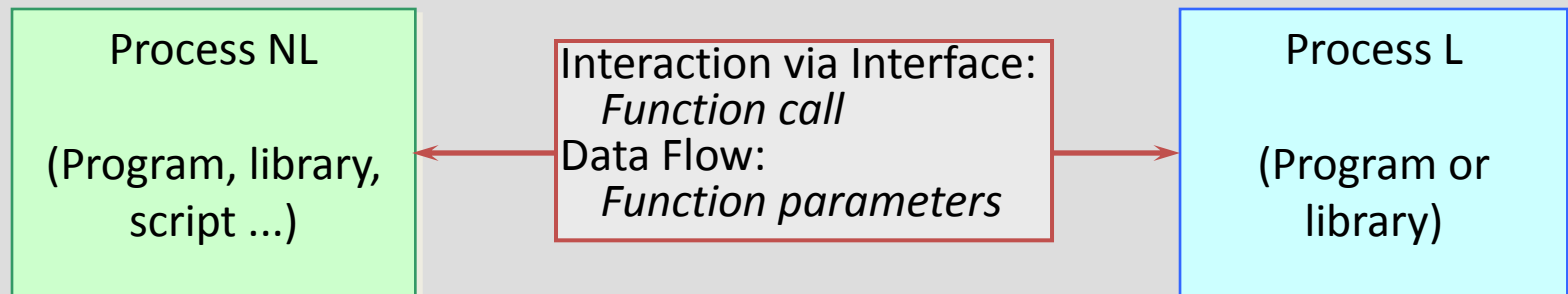 Process NL
(Program, library,
script ...)
Interaction via Interface:
Function call
Data Flow:
Function parameters
Process L
(Program or
library)